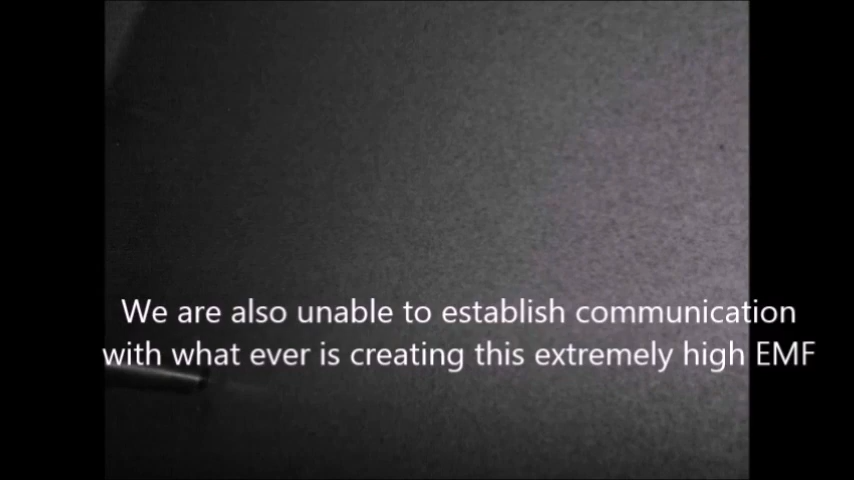 We are also unable to establish communication
with what ever is creating this extremely high EMF